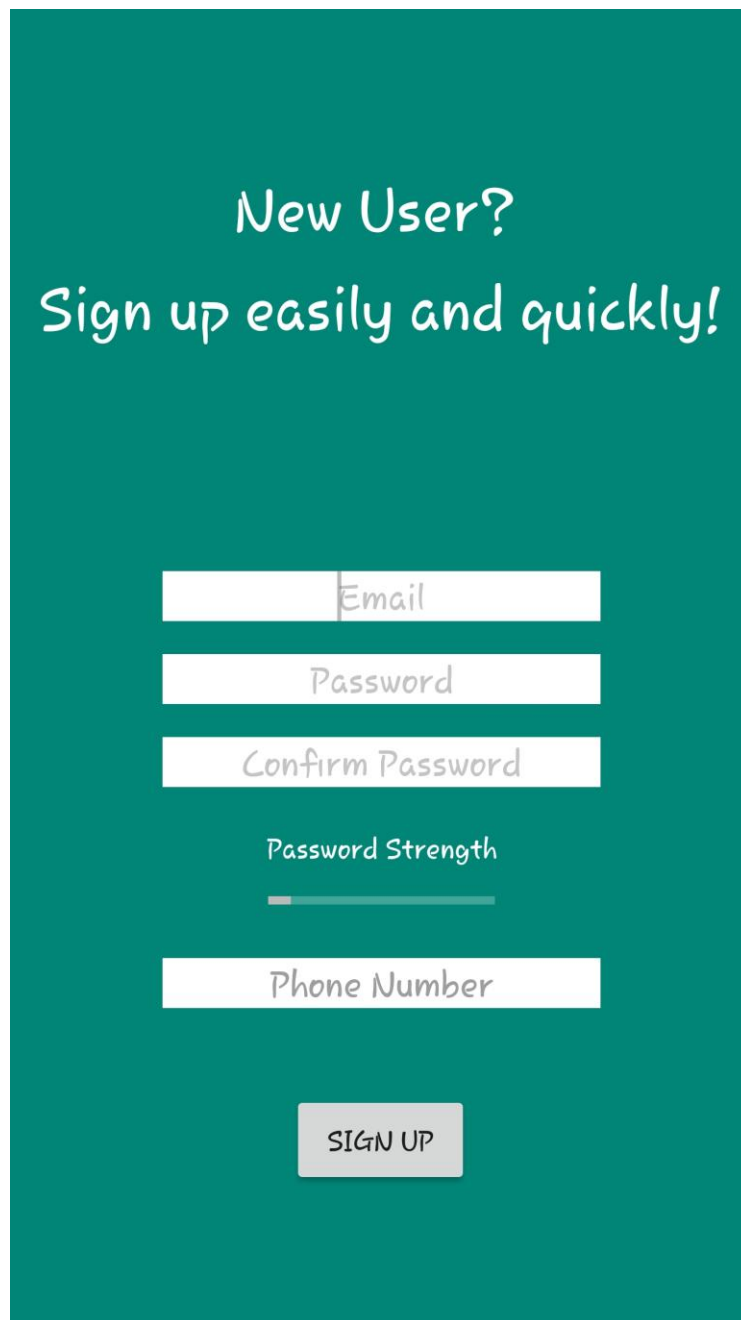 New User?
Sign up easily and quickly!
Email
Password
Confirm Password
Password Strength
Phone Number
SIGN UP